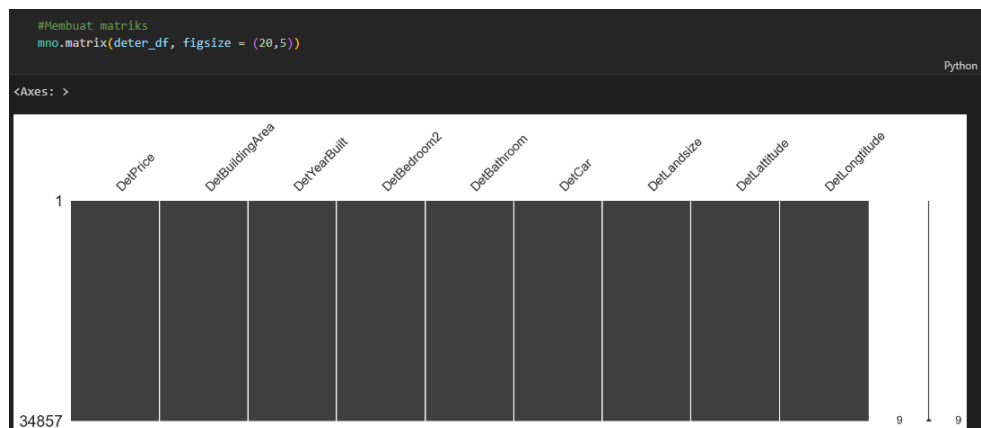 #Membuat matriks
mno.matrix(deter_df, figsize = (20,5))
Python
<Axes: >
DetPrice
DetBuildingArea
DetYearBuilt
DetBedroom2
DetBathroom
DetCar
DetLandsize
DetLattitude
DetLongtitude
1
34857
9 9